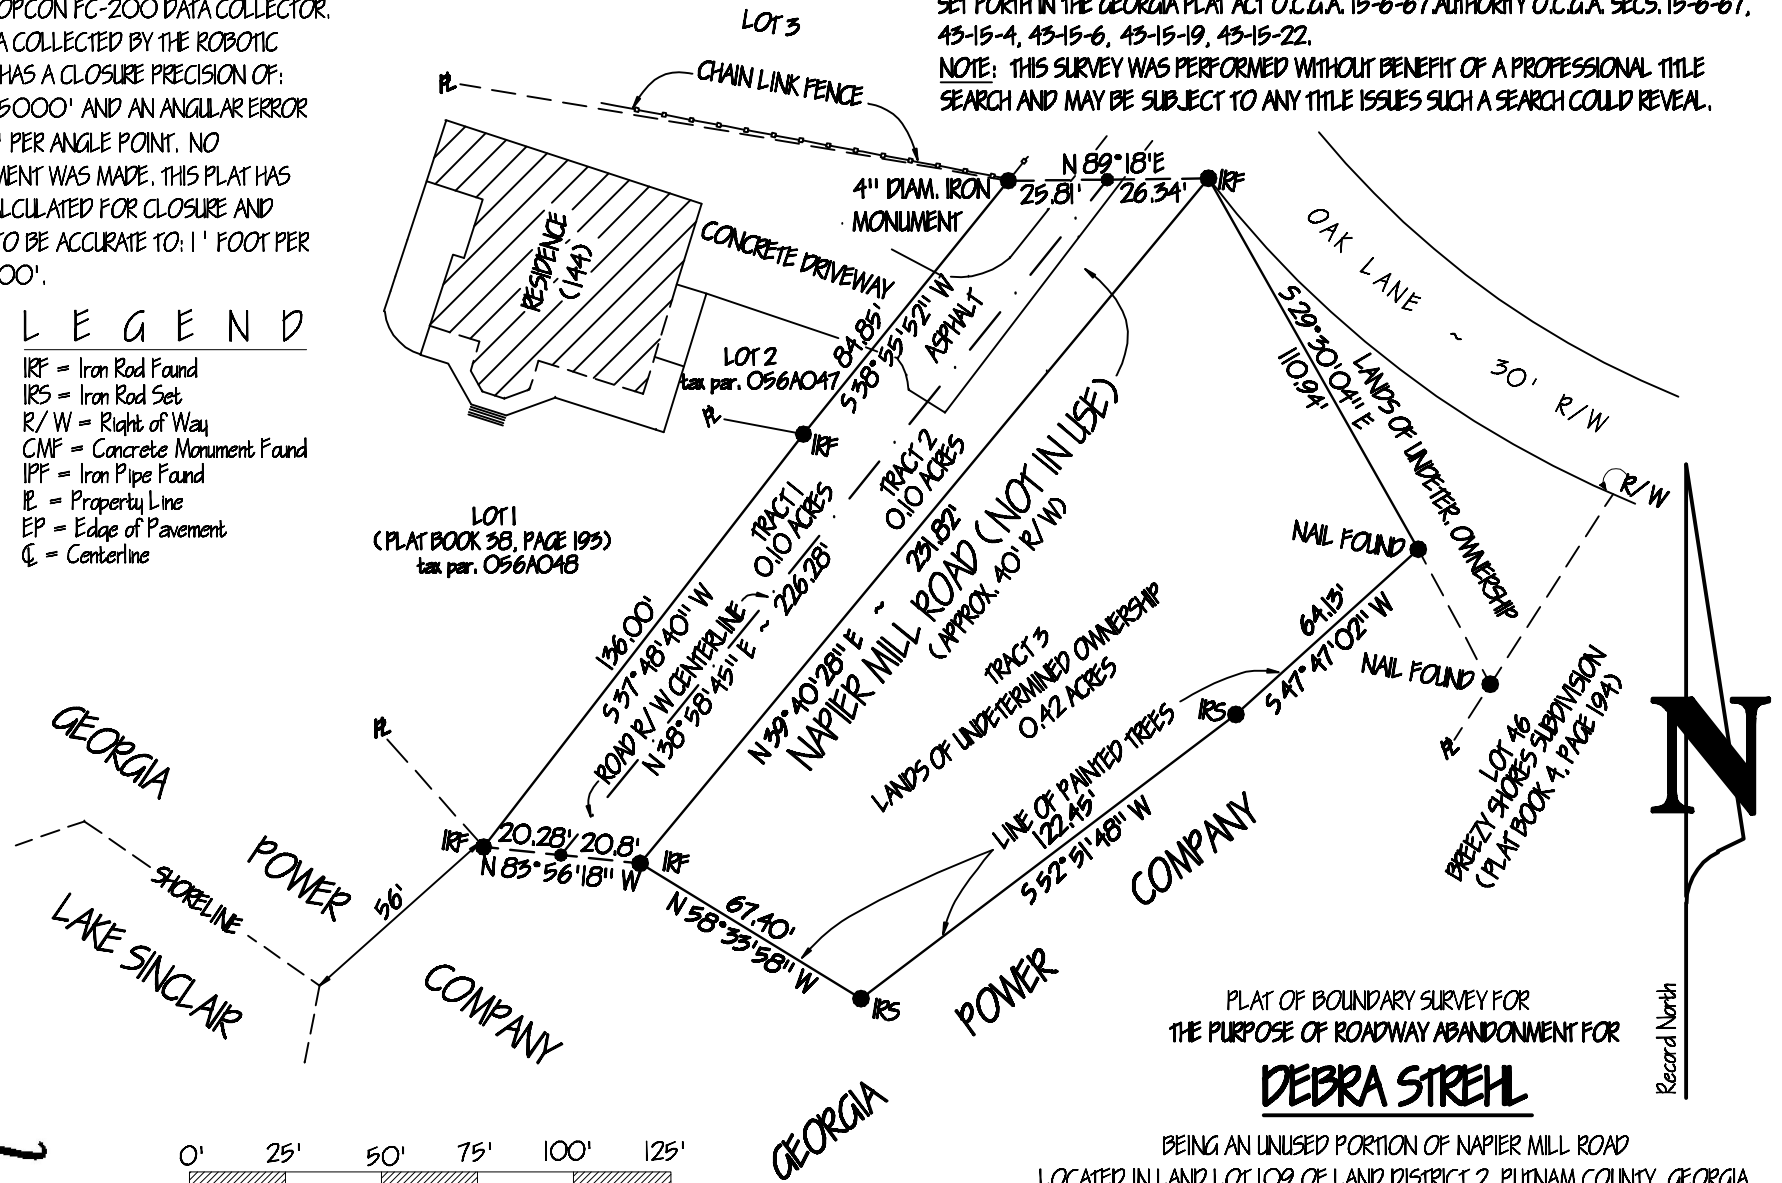 OPCON FC-200 DATA COLLECTOR.
A COLLECTED BY THE ROBOTIC
HAS A CLOSURE PRECISION OF:
5000' AND AN ANGULAR ERROR
PER ANGLE POINT. NO
MENT WAS MADE. THIS PLAT HAS
ALCULATED FOR CLOSURE AND
TO BE ACCURATE TO: 1 ' FOOT PER
00'.
SET FORTH IN THE GEORGIA PLAT ACT O.C.G.A. 15-6-67. AUTHORITY O.C.G.A. SECS. 15-6-67,
43-15-4, 43-15-6, 43-15-19, 43-15-22.
NOTE: THIS SURVEY WAS PERFORMED WITHOUT BENEFIT OF A PROFESSIONAL TITLE
SEARCH AND MAY BE SUBJECT TO ANY TITLE ISSUES SUCH A SEARCH COULD REVEAL.
LEGEND
IRF = Iron Rod Found
IRS = Iron Rod Set
R/W = Right of Way
CMF = Concrete Monument Found
IPF = Iron Pipe Found
PL = Property Line
EP = Edge of Pavement
CL = Centerline
LOT 3
PL
CHAIN LINK FENCE
4" DIAM. IRON
MONUMENT
N 89°18'E
25.81'
26.34'
IRF
OAK LANE ~ 30' R/W
R/W
RESIDENCE
(144)
CONCRETE DRIVEWAY
LOT 2
tax par. 056A047
PL
IRF
84.85'
S 38°55'52" W
ASPHALT
S 29°30'04" E
110.94'
LANDS OF UNDETER. OWNERSHIP
LOT 1
(PLAT BOOK 38, PAGE 193)
tax par. 056A048
TRACT 1
0.10 ACRES
TRACT 2
0.10 ACRES
136.00'
S 37°48'40" W
ROAD R/W CENTERLINE
N 38°58'45" E ~ 226.28'
231.82'
N 39°40'28" E ~
NAPIER MILL ROAD (NOT IN USE)
(APPROX. 40' R/W)
TRACT 3
LANDS OF UNDETERMINED OWNERSHIP
0.42 ACRES
NAIL FOUND
64.13'
S 47°47'02" W
NAIL FOUND
IRS
PL
LOT 46
BREEZY SHORES SUBDIVISION
(PLAT BOOK 4, PAGE 194)
LINE OF PAINTED TREES
122.45'
S 52°51'48" W
PL
IRF
20.28'
20.8'
N 83°56'18" W
IRF
67.40'
N 58°33'58" W
IRS
56'
SHORELINE
LAKE SINCLAIR
GEORGIA
POWER
COMPANY
GEORGIA
POWER
COMPANY
N
Record North
PLAT OF BOUNDARY SURVEY FOR
THE PURPOSE OF ROADWAY ABANDONMENT FOR
DEBRA STREHL
BEING AN UNUSED PORTION OF NAPIER MILL ROAD
LOCATED IN LAND LOT 109 OF LAND DISTRICT 2, PUTNAM COUNTY, GEORGIA
0' 25' 50' 75' 100' 125'